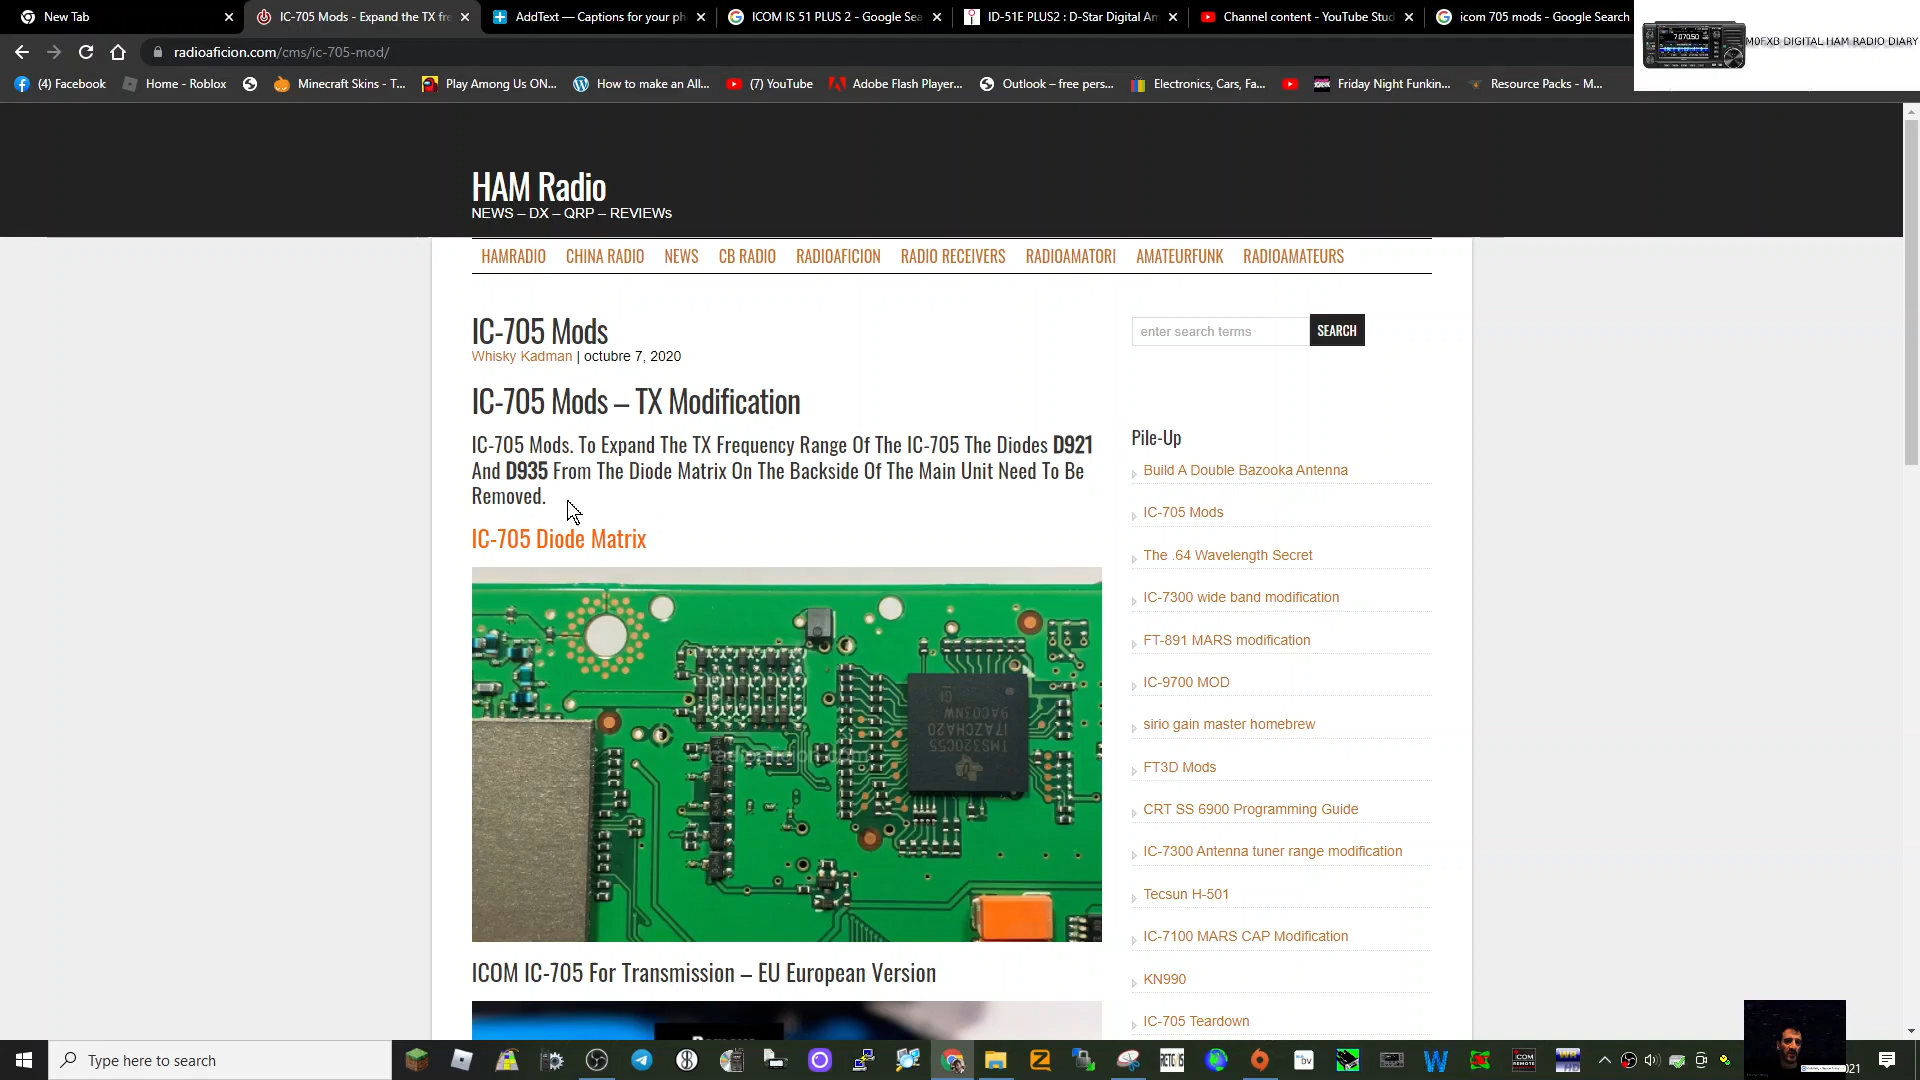 New Tab
IC-705 Mods - Expand the TX fr
AddText — Captions for your ph
ICOM IS 51 PLUS 2 - Google Sea
ID-51E PLUS2 : D-Star Digital Am
Channel content - YouTube Stud
icom 705 mods - Google Search
radioaficion.com/cms/ic-705-mod/
7.070.50
M0FXB DIGITAL HAM RADIO DIARY
(4) Facebook
Home - Roblox
Minecraft Skins - T...
Play Among Us ON...
How to make an All...
(7) YouTube
Adobe Flash Player...
Outlook – free pers...
Electronics, Cars, Fa...
Friday Night Funkin...
Resource Packs - M...
HAM Radio
NEWS – DX – QRP – REVIEWs
HAMRADIO CHINA RADIO NEWS CB RADIO RADIOAFICION RADIO RECEIVERS RADIOAMATORI AMATEURFUNK RADIOAMATEURS
IC-705 Mods
Whisky Kadman | octubre 7, 2020
IC-705 Mods – TX Modification
IC-705 Mods. To Expand The TX Frequency Range Of The IC-705 The Diodes D921
And D935 From The Diode Matrix On The Backside Of The Main Unit Need To Be
Removed.
IC-705 Diode Matrix
TMS320C55
ITAZCHA20
9AC03NW
GI
radioaficion.com
ICOM IC-705 For Transmission – EU European Version
enter search terms
SEARCH
Pile-Up
Build A Double Bazooka Antenna
IC-705 Mods
The .64 Wavelength Secret
IC-7300 wide band modification
FT-891 MARS modification
IC-9700 MOD
sirio gain master homebrew
FT3D Mods
CRT SS 6900 Programming Guide
IC-7300 Antenna tuner range modification
Tecsun H-501
IC-7100 MARS CAP Modification
KN990
IC-705 Teardown
Type here to search